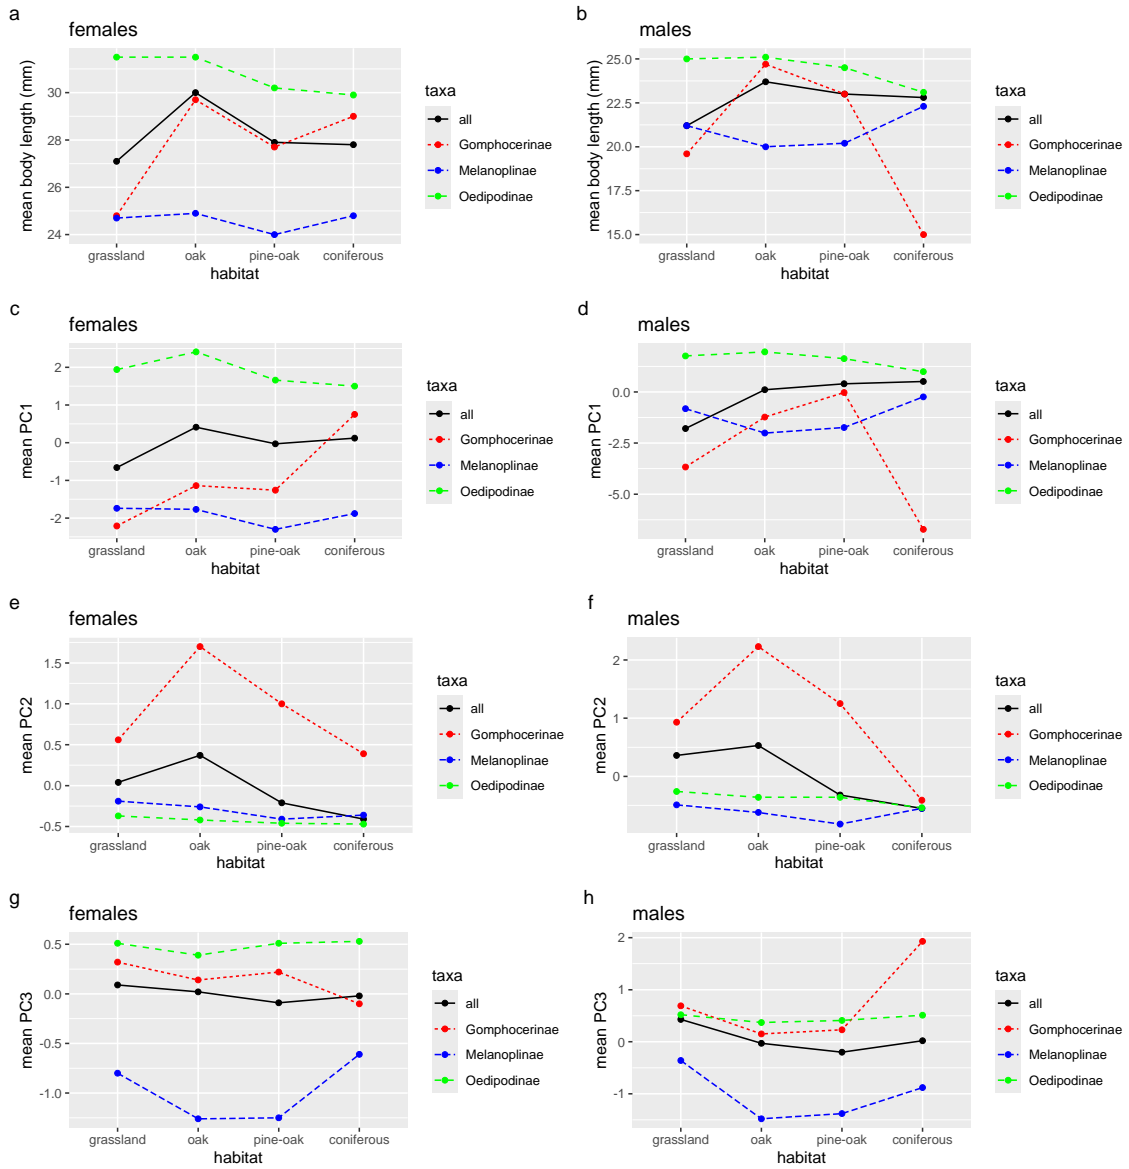 a
females
mean body length (mm)
30
28
26
24
grassland
oak
pine-oak
coniferous
habitat
taxa
all
Gomphocerinae
Melanoplinae
Oedipodinae
b
males
mean body length (mm)
25.0
22.5
20.0
17.5
15.0
grassland
oak
pine-oak
coniferous
habitat
taxa
all
Gomphocerinae
Melanoplinae
Oedipodinae
c
females
mean PC1
2
1
0
-1
-2
grassland
oak
pine-oak
coniferous
habitat
taxa
all
Gomphocerinae
Melanoplinae
Oedipodinae
d
males
mean PC1
0.0
-2.5
-5.0
grassland
oak
pine-oak
coniferous
habitat
taxa
all
Gomphocerinae
Melanoplinae
Oedipodinae
e
females
mean PC2
1.5
1.0
0.5
0.0
-0.5
grassland
oak
pine-oak
coniferous
habitat
taxa
all
Gomphocerinae
Melanoplinae
Oedipodinae
f
males
mean PC2
2
1
0
grassland
oak
pine-oak
coniferous
habitat
taxa
all
Gomphocerinae
Melanoplinae
Oedipodinae
g
females
mean PC3
0.5
0.0
-0.5
-1.0
grassland
oak
pine-oak
coniferous
habitat
taxa
all
Gomphocerinae
Melanoplinae
Oedipodinae
h
males
mean PC3
2
1
0
-1
grassland
oak
pine-oak
coniferous
habitat
taxa
all
Gomphocerinae
Melanoplinae
Oedipodinae